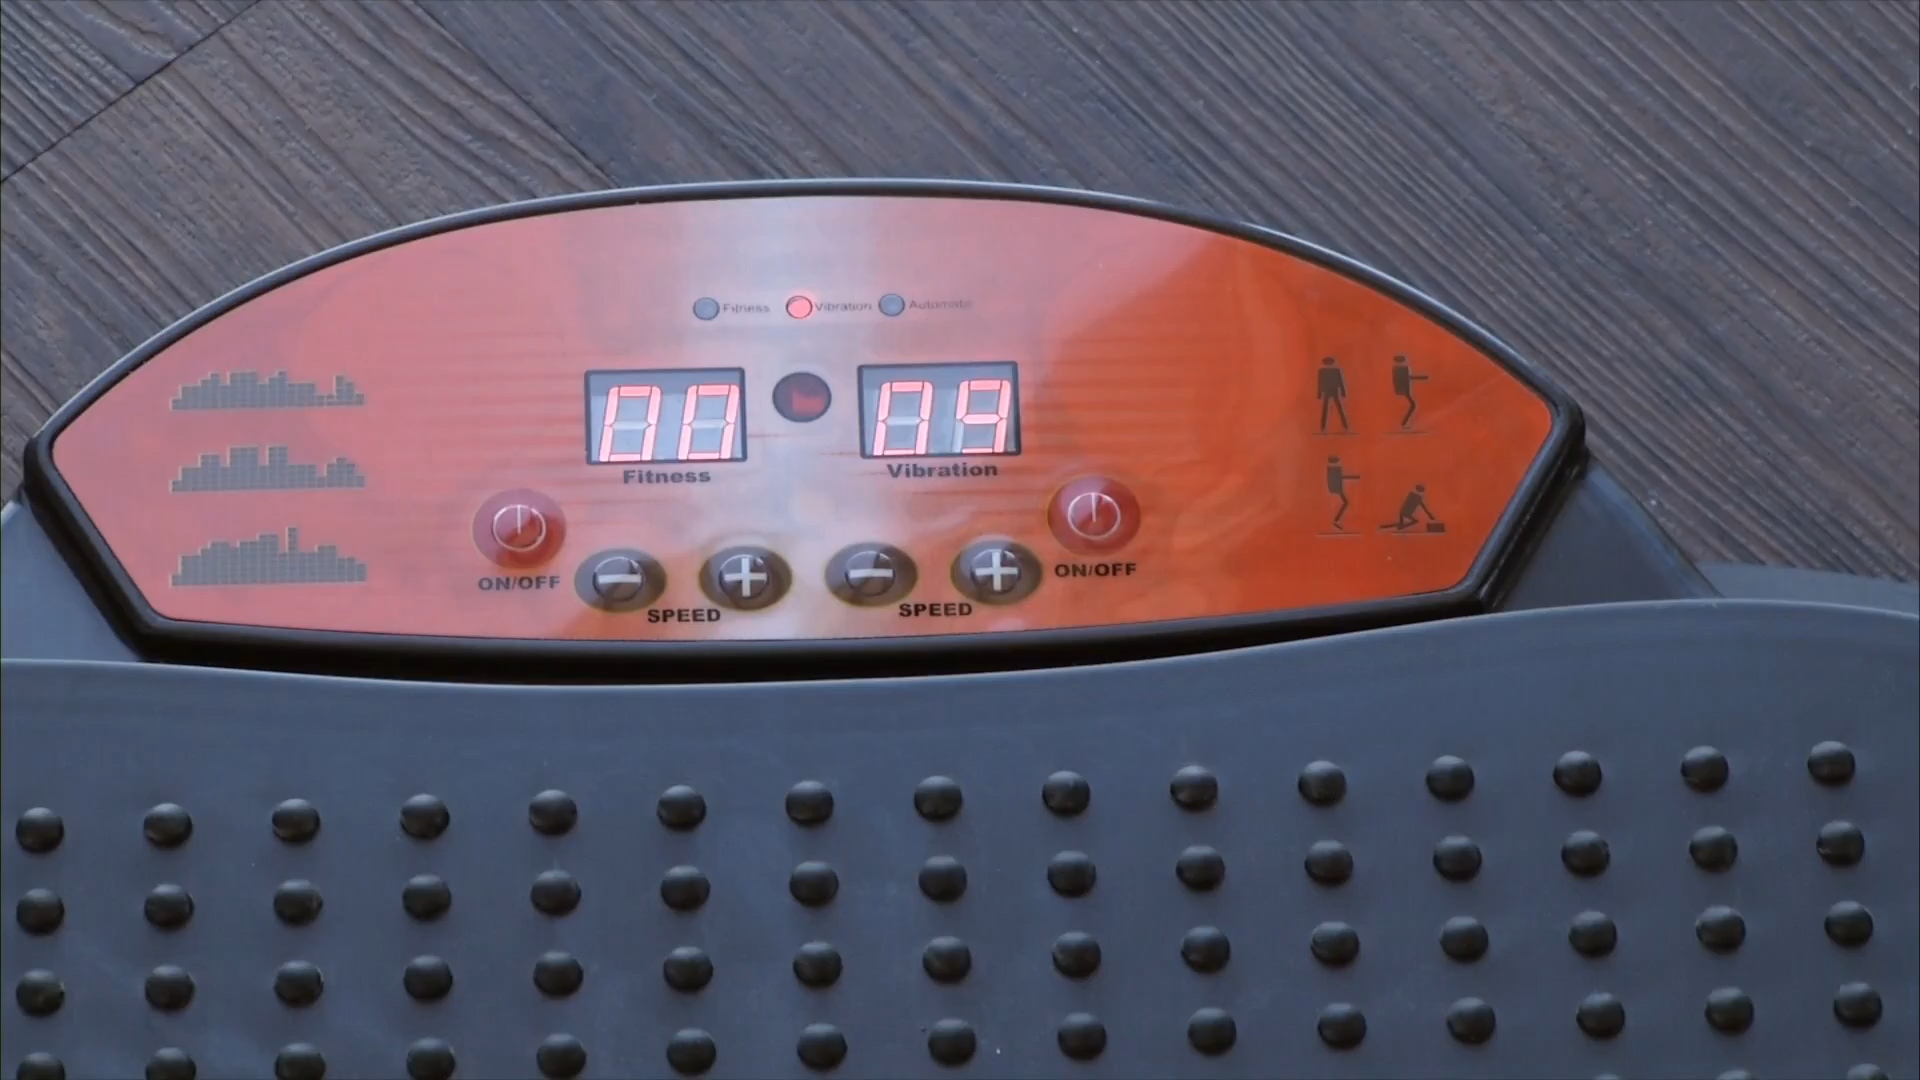 Fitness Vibration Automatic
00 09
Fitness Vibration
ON/OFF ON/OFF
SPEED SPEED